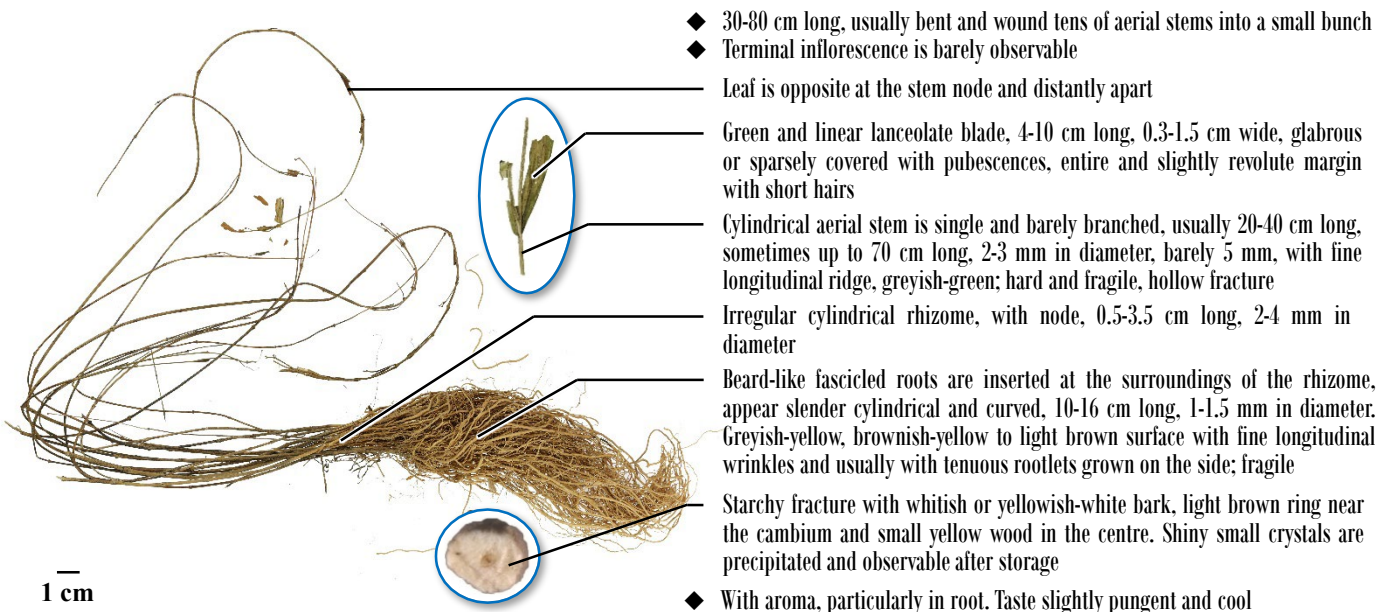 ◆ 30-80 cm long, usually bent and wound tens of aerial stems into a small bunch
◆ Terminal inflorescence is barely observable
Leaf is opposite at the stem node and distantly apart
Green and linear lanceolate blade, 4-10 cm long, 0.3-1.5 cm wide, glabrous
or sparsely covered with pubescences, entire and slightly revolute margin
with short hairs
Cylindrical aerial stem is single and barely branched, usually 20-40 cm long,
sometimes up to 70 cm long, 2-3 mm in diameter, barely 5 mm, with fine
longitudinal ridge, greyish-green; hard and fragile, hollow fracture
Irregular cylindrical rhizome, with node, 0.5-3.5 cm long, 2-4 mm in
diameter
Beard-like fascicled roots are inserted at the surroundings of the rhizome,
appear slender cylindrical and curved, 10-16 cm long, 1-1.5 mm in diameter.
Greyish-yellow, brownish-yellow to light brown surface with fine longitudinal
wrinkles and usually with tenuous rootlets grown on the side; fragile
Starchy fracture with whitish or yellowish-white bark, light brown ring near
the cambium and small yellow wood in the centre. Shiny small crystals are
precipitated and observable after storage
◆ With aroma, particularly in root. Taste slightly pungent and cool
1 cm